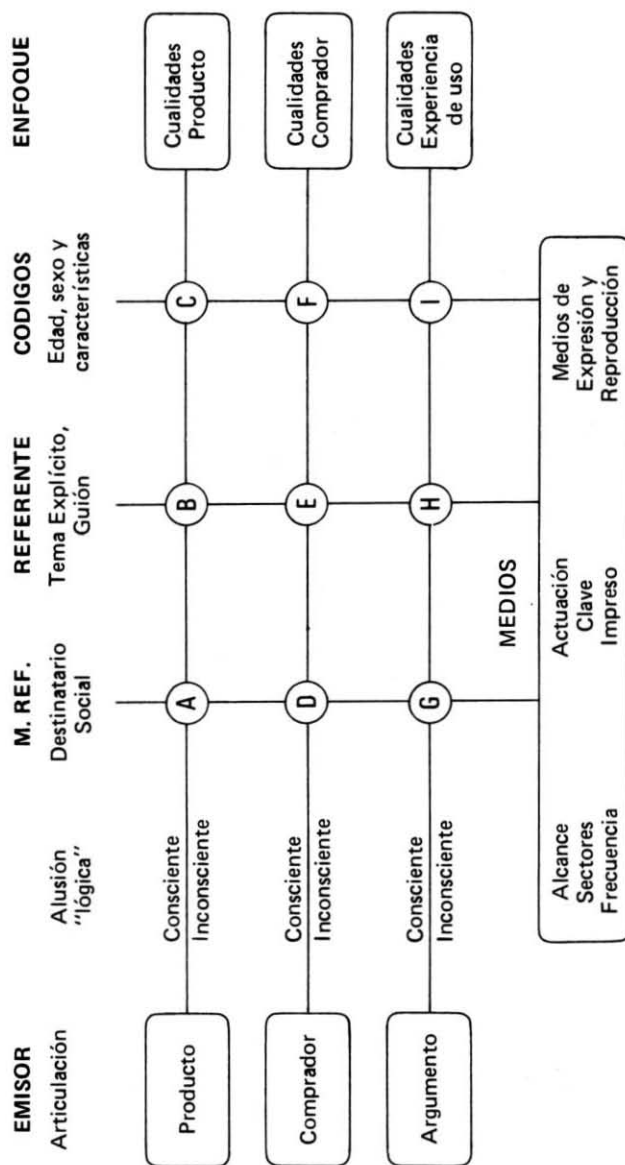 EMISOR
Articulación
Alusión
"lógica"
M. REF.
Destinatario
Social
REFERENTE
Tema Explícito,
Guión
CODIGOS
Edad, sexo y
características
ENFOQUE
Producto
Consciente
Inconsciente
A
B
C
Cualidades
Producto
Comprador
Consciente
Inconsciente
D
E
F
Cualidades
Comprador
Argumento
Consciente
Inconsciente
G
H
I
Cualidades
Experiencia
de uso
MEDIOS
Alcance
Sectores
Frecuencia
Actuación
Clave
Impreso
Medios de
Expresión y
Reproducción